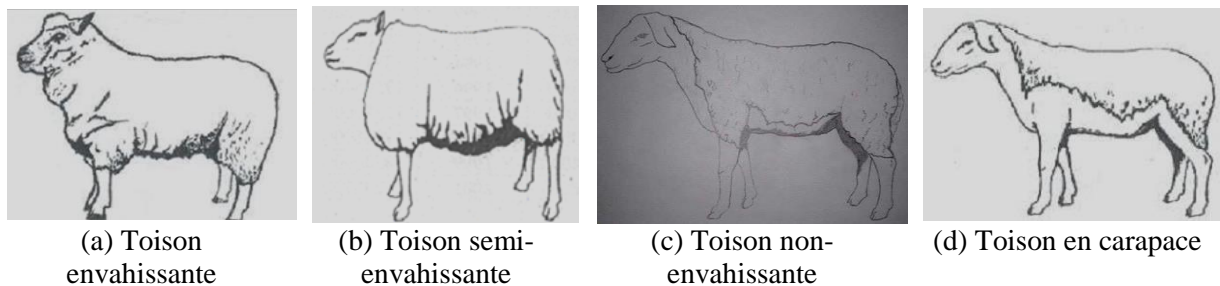 (a) Toison
envahissante
(b) Toison semi-
envahissante
(c) Toison non-
envahissante
(d) Toison en carapace